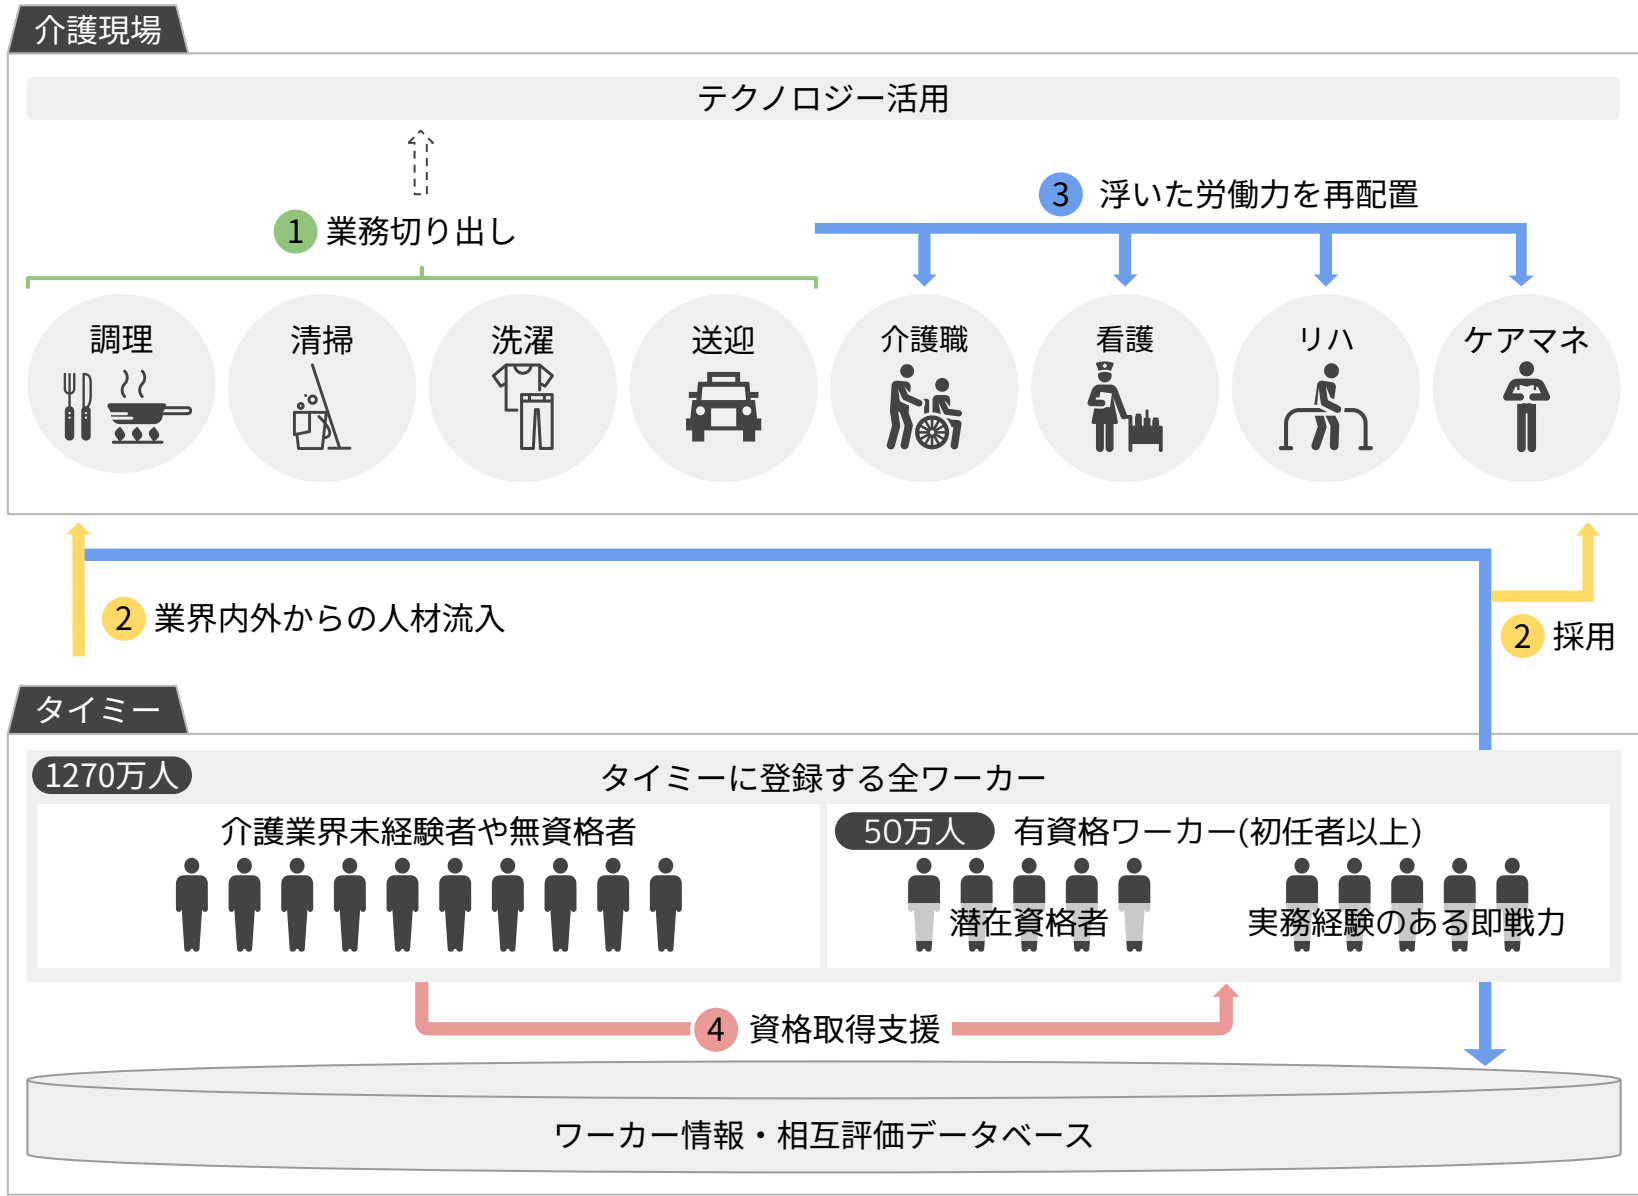 介護現場
テクノロジー活用
3 浮いた労働力を再配置
1 業務切り出し
調理 清掃 洗濯 送迎 介護職 看護 リハ ケアマネ
2 業界内外からの人材流入
2 採用
タイミー
1270万人 タイミーに登録する全ワーカー
介護業界未経験者や無資格者
50万人 有資格ワーカー(初任者以上)
潜在資格者 実務経験のある即戦力
4 資格取得支援
ワーカー情報・相互評価データベース